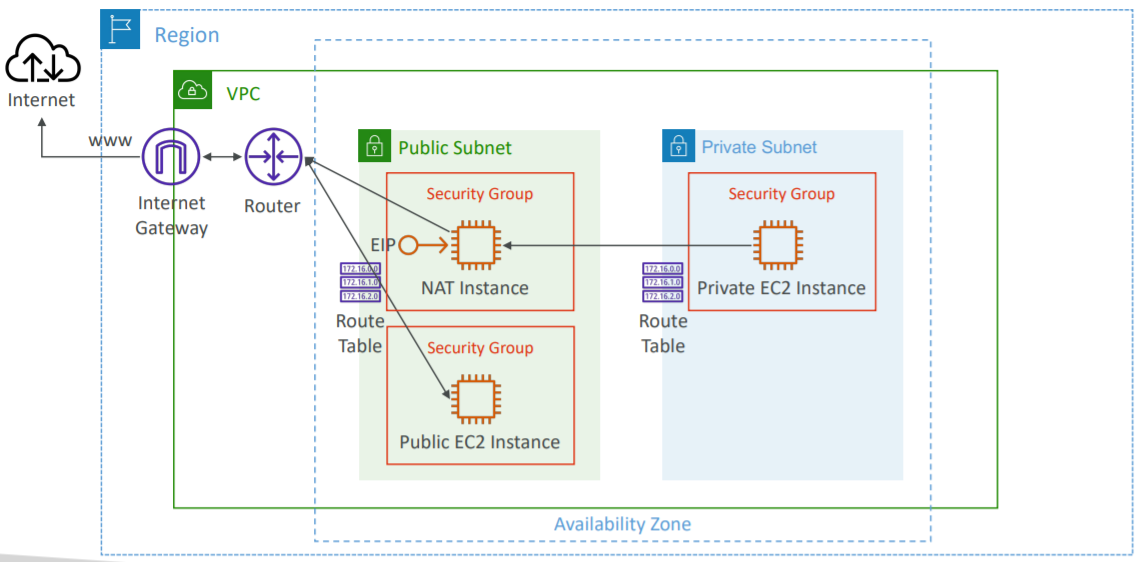 Region
Internet
VPC
www
Internet
Gateway
Router
Public Subnet
Security Group
EIP
NAT Instance
172.16.0.0
172.16.1.0
172.16.2.0
Route
Table
Security Group
Public EC2 Instance
Private Subnet
Security Group
Private EC2 Instance
172.16.0.0
172.16.1.0
172.16.2.0
Route
Table
Availability Zone